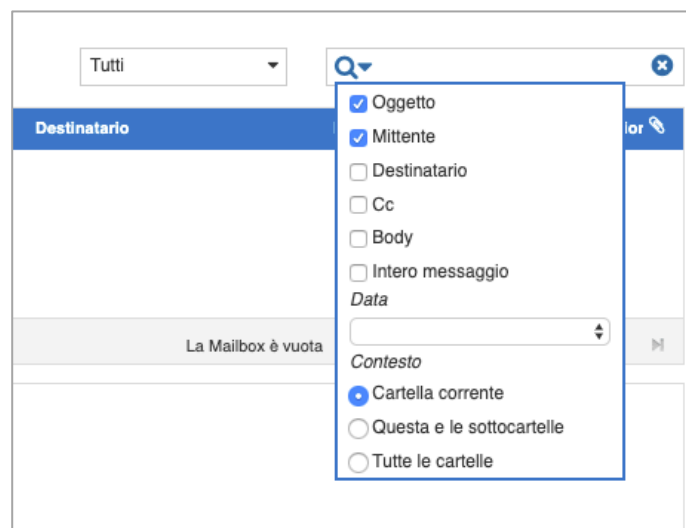 Tutti
Oggetto
Destinatario
Mittente
Destinatario
Cc
Body
Intero messaggio
Data
La Mailbox è vuota
Contesto
Cartella corrente
Questa e le sottocartelle
Tutte le cartelle